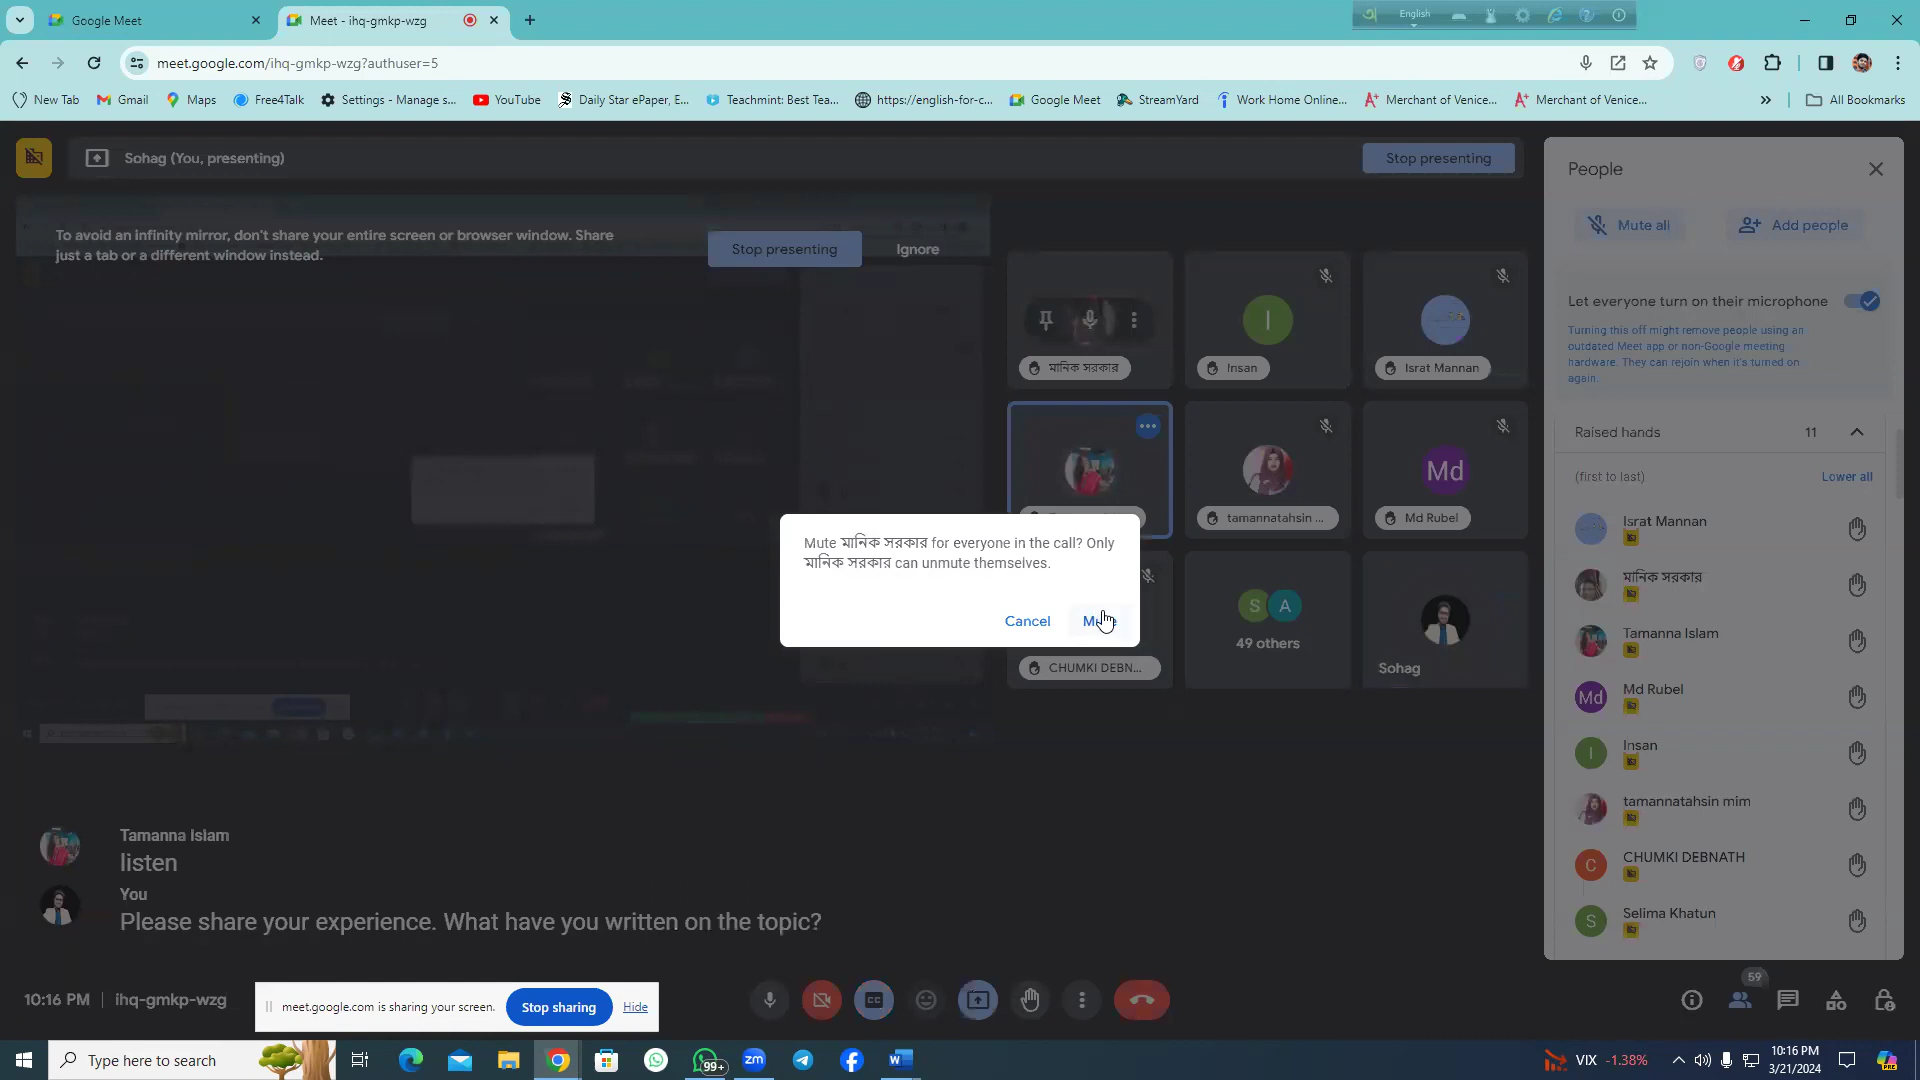 Google Meet
Meet - ihq-gmkp-wzg
English
meet.google.com/ihq-gmkp-wzg?authuser=5
New Tab
Gmail
Maps
Free4Talk
Settings - Manage s...
YouTube
Daily Star ePaper, E...
Teachmint: Best Tea...
https://english-for-c...
Google Meet
StreamYard
Work Home Online...
Merchant of Venice...
Merchant of Venice...
All Bookmarks
Sohag (You, presenting)
Stop presenting
To avoid an infinity mirror, don't share your entire screen or browser window. Share
just a tab or a different window instead.
Stop presenting
Ignore
মানিক সরকার
Insan
Israt Mannan
tamannatahsin ...
Md
Md Rubel
Mute মানিক সরকার for everyone in the call? Only
মানিক সরকার can unmute themselves.
Cancel
CHUMKI DEBN...
S A
49 others
Sohag
People
Mute all
Add people
Let everyone turn on their microphone
Turning this off might remove people using an
outdated Meet app or non-Google meeting
hardware. They can rejoin when it's turned on
again.
Raised hands 11
(first to last)
Lower all
Israt Mannan
মানিক সরকার
Tamanna Islam
Md
Md Rubel
I
Insan
tamannatahsin mim
C
CHUMKI DEBNATH
S
Selima Khatun
Tamanna Islam
listen
You
Please share your experience. What have you written on the topic?
10:16 PM | ihq-gmkp-wzg
meet.google.com is sharing your screen.
Stop sharing
Hide
59
Type here to search
99+
zm
VIX -1.38%
10:16 PM
3/21/2024